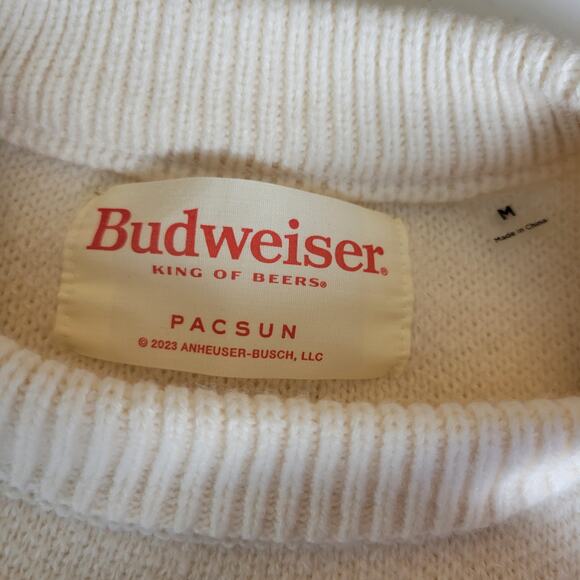 Budweiser®
KING OF BEERS®
PACSUN
© 2023 ANHEUSER-BUSCH, LLC
M
Made in China